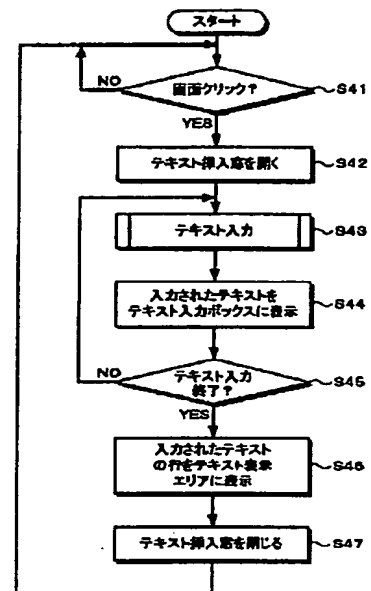 スタート
NO
画面クリック?
S41
YES
テキスト挿入窓を開く
S42
テキスト入力
S43
入力されたテキストを
テキスト入力ボックスに表示
S44
NO
テキスト入力
終了?
S45
YES
入力されたテキスト
の行をテキスト表示
エリアに表示
S46
テキスト挿入窓を閉じる
S47